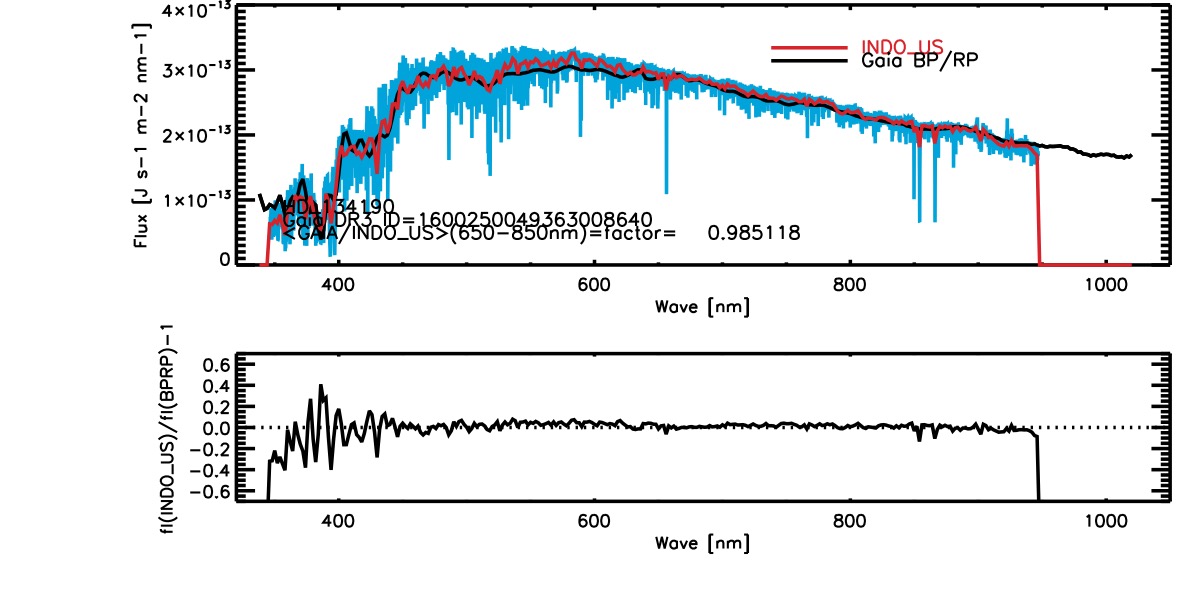 4×10⁻¹³
3×10⁻¹³
2×10⁻¹³
1×10⁻¹³
0
Flux [J s−1 m−2 nm−1]
INDO_US
Gaia BP/RP
HD134190
Gaia DR3 ID=1600250049363008640
<GAIA/INDO_US>(650−850nm)=factor= 0.985118
400 600 800 1000
Wave [nm]
0.6
0.4
0.2
0.0
−0.2
−0.4
−0.6
fl(INDO_US)/fl(BPRP)−1
400 600 800 1000
Wave [nm]